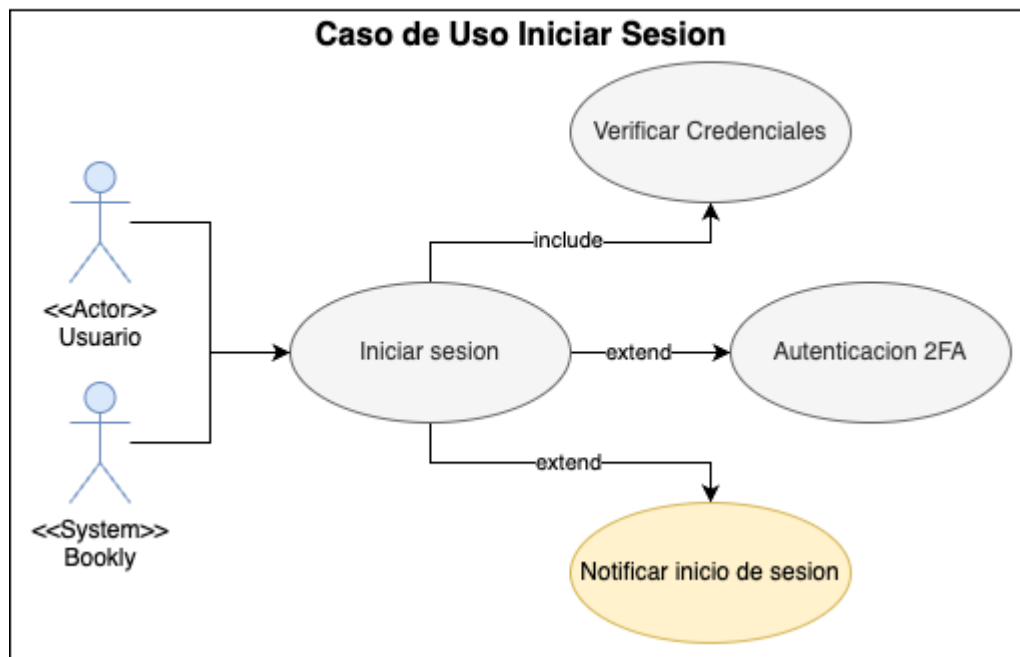 Caso de Uso Iniciar Sesion
Verificar Credenciales
include
<<Actor>>
Usuario
Iniciar sesion
extend
Autenticacion 2FA
extend
<<System>>
Bookly
Notificar inicio de sesion